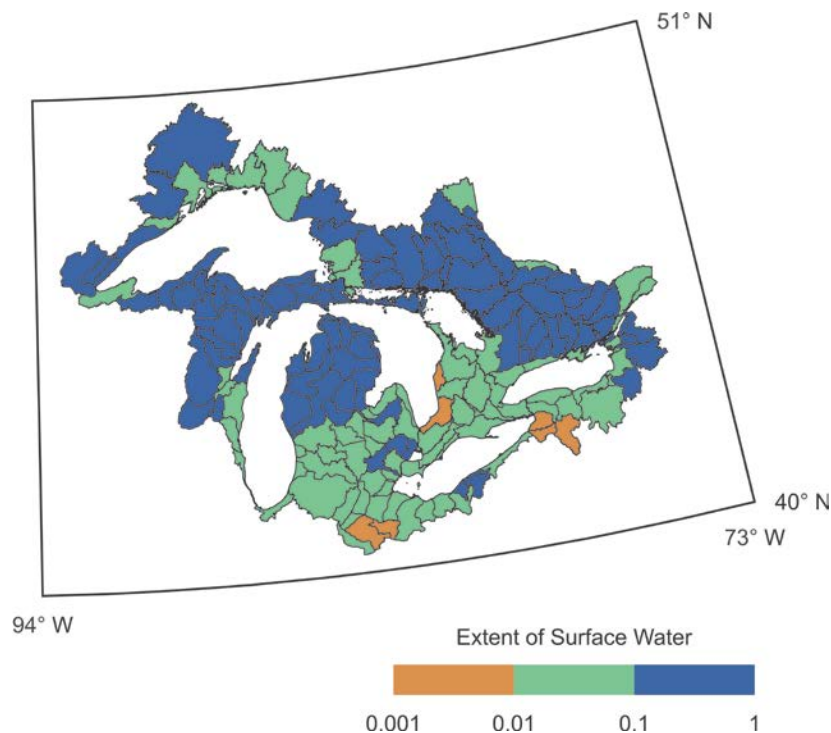 51° N
40° N
73° W
94° W
Extent of Surface Water
0.001 0.01 0.1 1